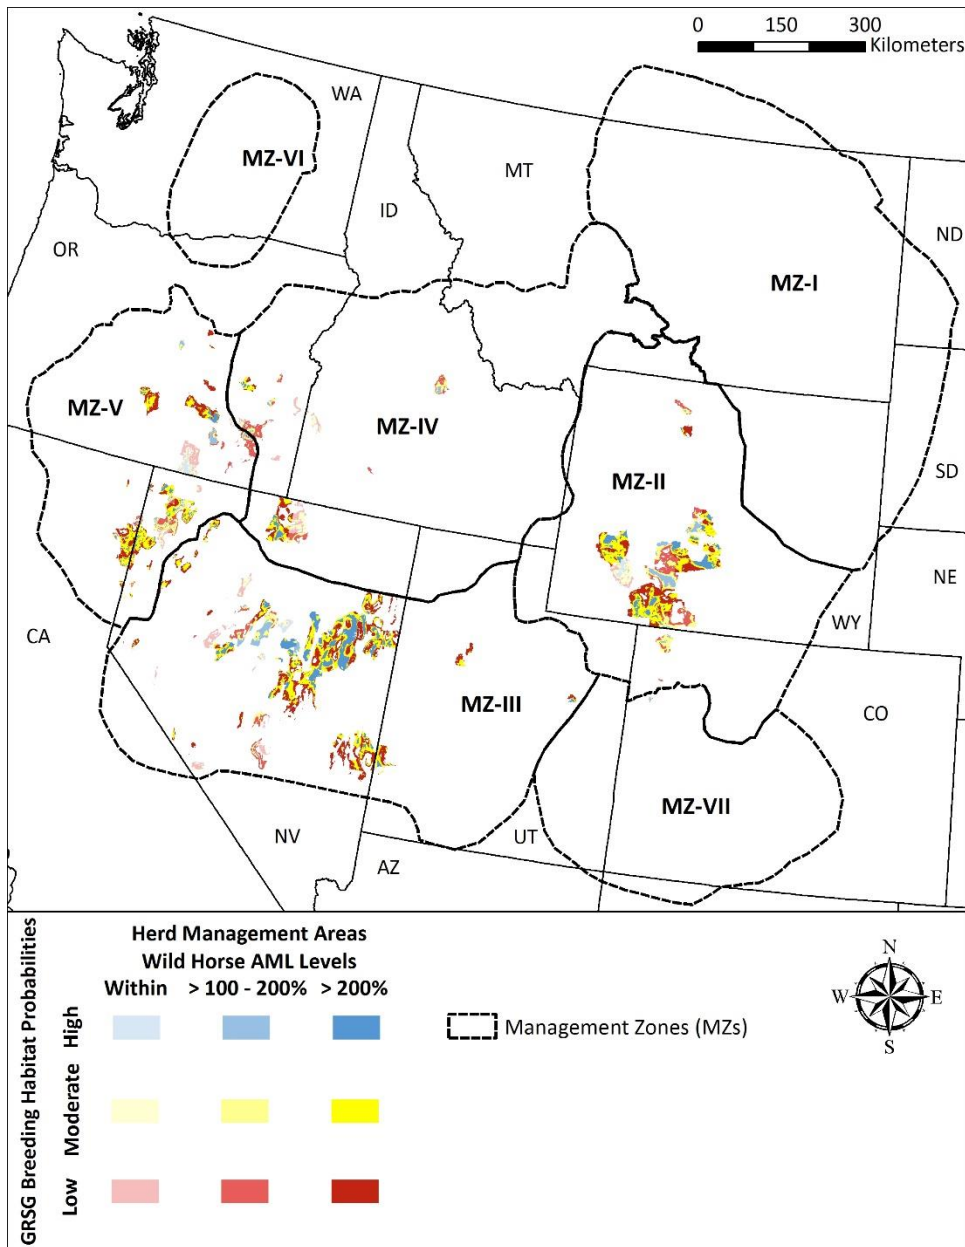 0 150 300
Kilometers
WA
MZ-VI
MT
ID
ND
OR
MZ-I
MZ-V
MZ-IV
SD
MZ-II
NE
WY
CA
MZ-III
CO
MZ-VII
NV
UT
AZ
GRSG Breeding Habitat Probabilities
Herd Management Areas
Wild Horse AML Levels
Within > 100 - 200% > 200%
High
Moderate
Low
Management Zones (MZs)
N
W E
S